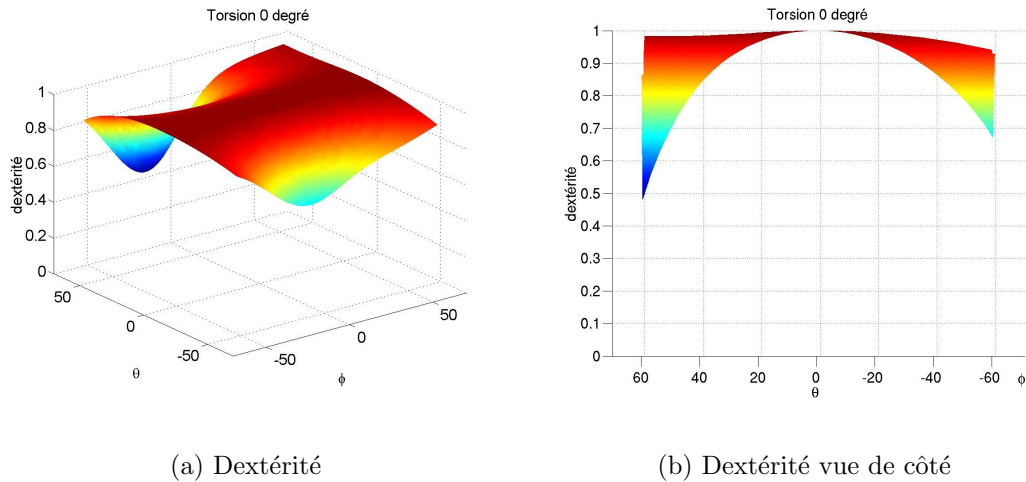 Torsion 0 degré
1
0.8
0.6
0.4
0.2
0
dextérité
50
0
-50
θ
-50
0
50
ϕ
(a) Dextérité
Torsion 0 degré
1
0.9
0.8
0.7
0.6
0.5
0.4
0.3
0.2
0.1
0
dextérité
60 40 20 0 -20 -40 -60 ϕ
θ
(b) Dextérité vue de côté